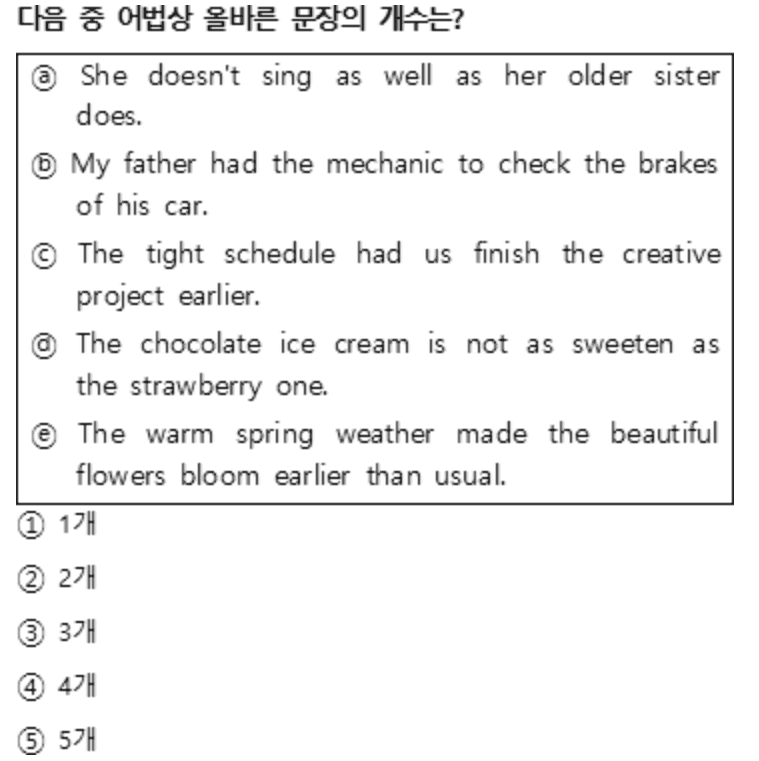 다음 중 어법상 올바른 문장의 개수는?
ⓐ She doesn't sing as well as her older sister
does.
ⓑ My father had the mechanic to check the brakes
of his car.
ⓒ The tight schedule had us finish the creative
project earlier.
ⓓ The chocolate ice cream is not as sweeten as
the strawberry one.
ⓔ The warm spring weather made the beautiful
flowers bloom earlier than usual.
① 1개
② 2개
③ 3개
④ 4개
⑤ 5개